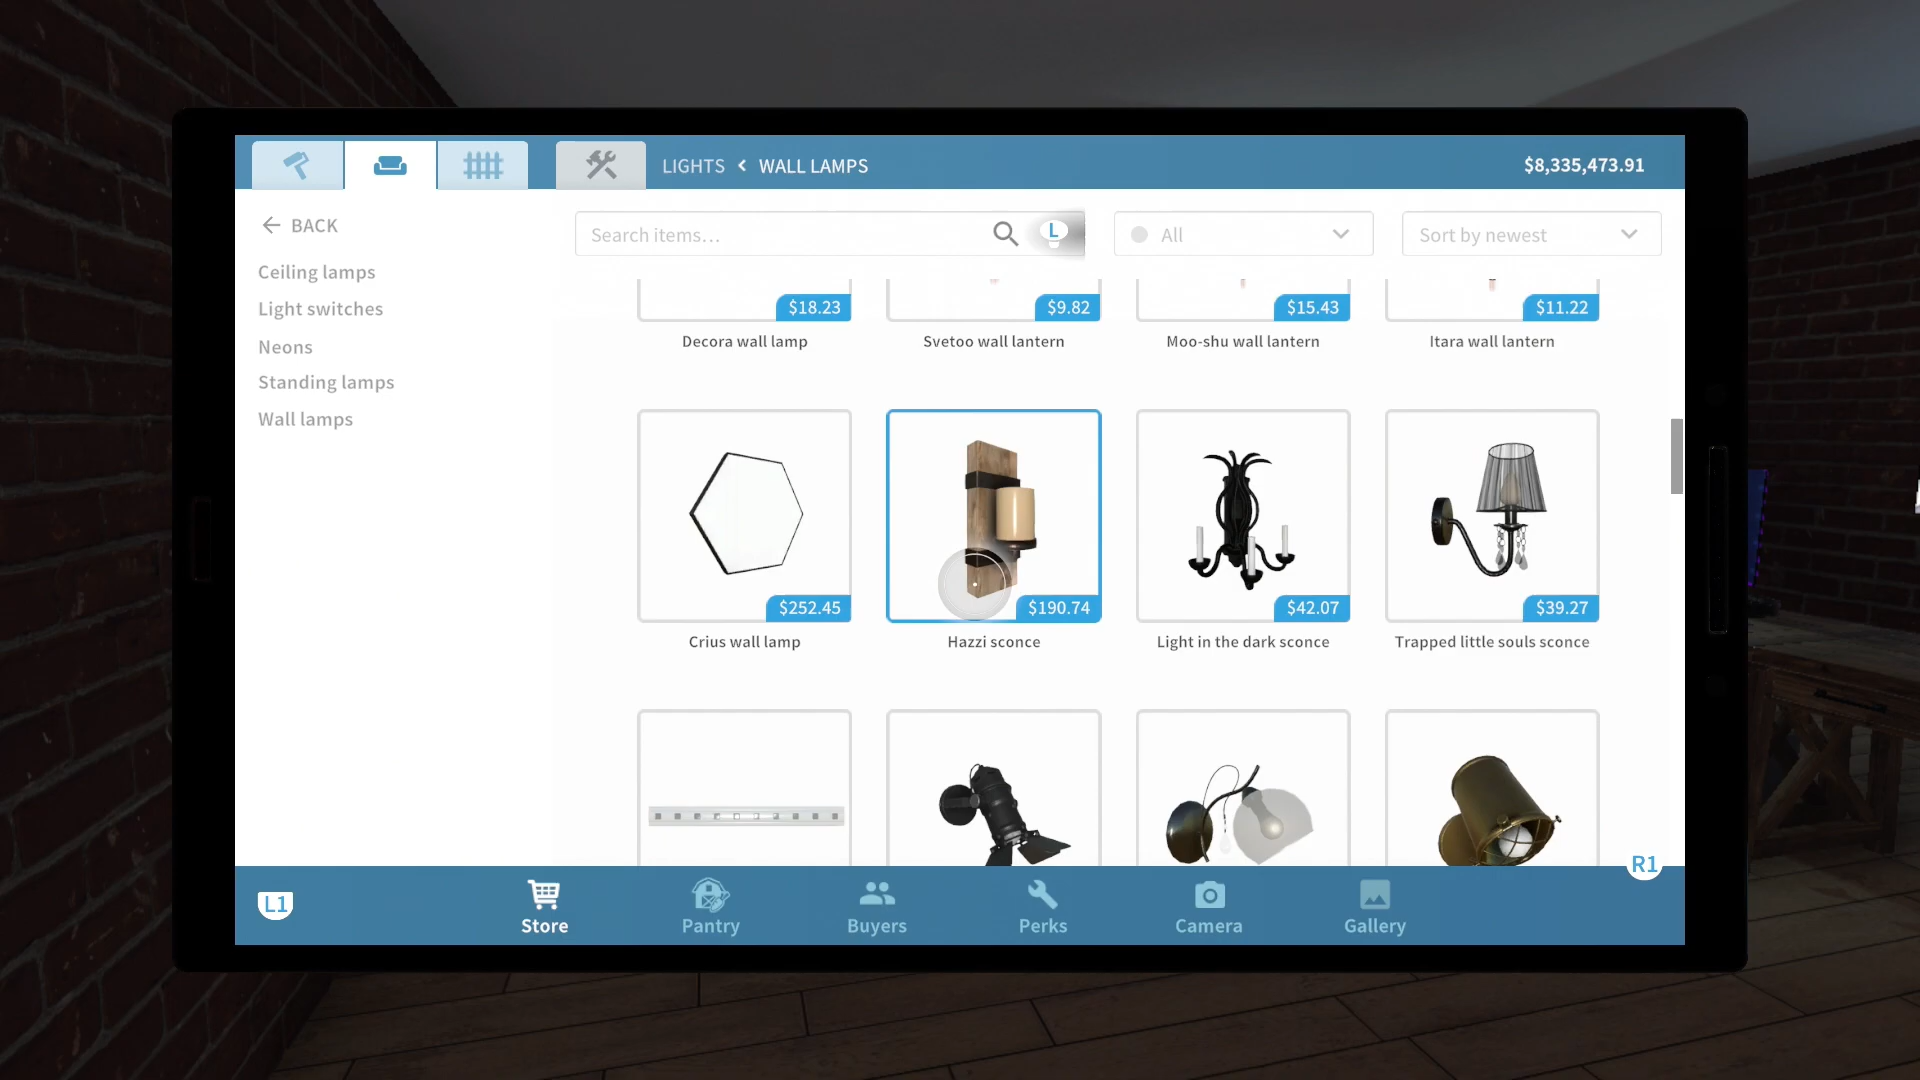 LIGHTS < WALL LAMPS
$8,335,473.91
BACK
Search items...
L
All
Sort by newest
Ceiling lamps
Light switches
Neons
Standing lamps
Wall lamps
$18.23
$9.82
$15.43
$11.22
Decora wall lamp
Svetoo wall lantern
Moo-shu wall lantern
Itara wall lantern
$252.45
$190.74
$42.07
$39.27
Crius wall lamp
Hazzi sconce
Light in the dark sconce
Trapped little souls sconce
R1
L1
Store
Pantry
Buyers
Perks
Camera
Gallery